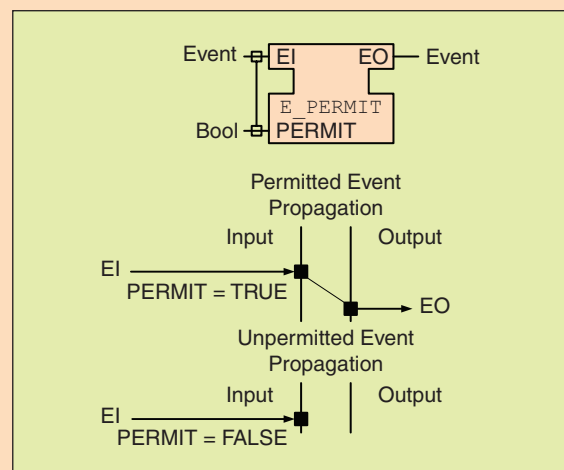 Event EI EO Event
E_PERMIT
Bool PERMIT
Permitted Event
Propagation
Input Output
EI
PERMIT = TRUE
EO
Unpermitted Event
Propagation
Input Output
EI
PERMIT = FALSE